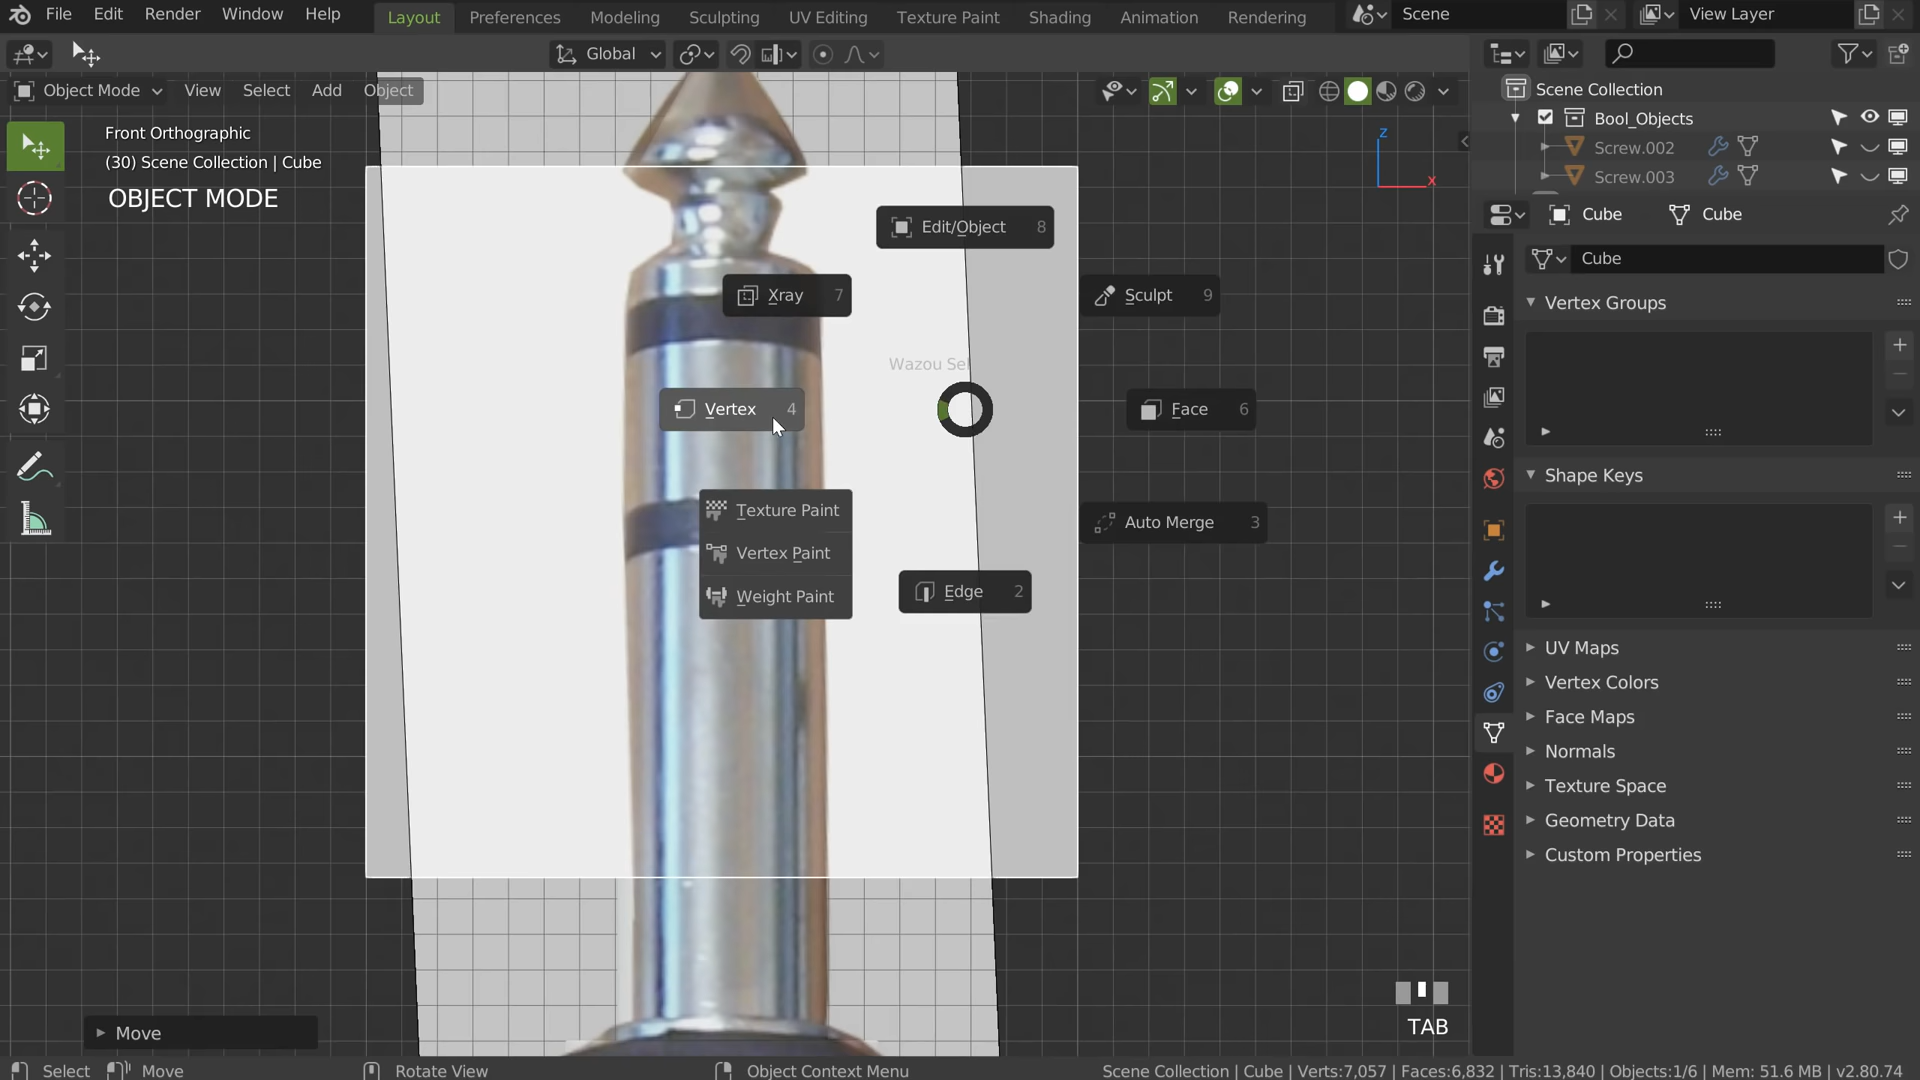 File Edit Render Window Help Layout Preferences Modeling Sculpting UV Editing Texture Paint Shading Animation Rendering Scene View Layer
Global
Object Mode View Select Add Object
Scene Collection
Bool_Objects
Screw.002
Screw.003
Front Orthographic
(30) Scene Collection | Cube
OBJECT MODE
Z
X
Cube Cube
Edit/Object 8
Cube
Xray 7
Sculpt 9
Vertex Groups
Wazou Sel
Vertex 4
Face 6
Shape Keys
Texture Paint
Auto Merge 3
Vertex Paint
Weight Paint
Edge 2
UV Maps
Vertex Colors
Face Maps
Normals
Texture Space
Geometry Data
Custom Properties
TAB
Move
Select Move Rotate View Object Context Menu Scene Collection | Cube | Verts:7,057 | Faces:6,832 | Tris:13,840 | Objects:1/6 | Mem: 51.6 MB | v2.80.74